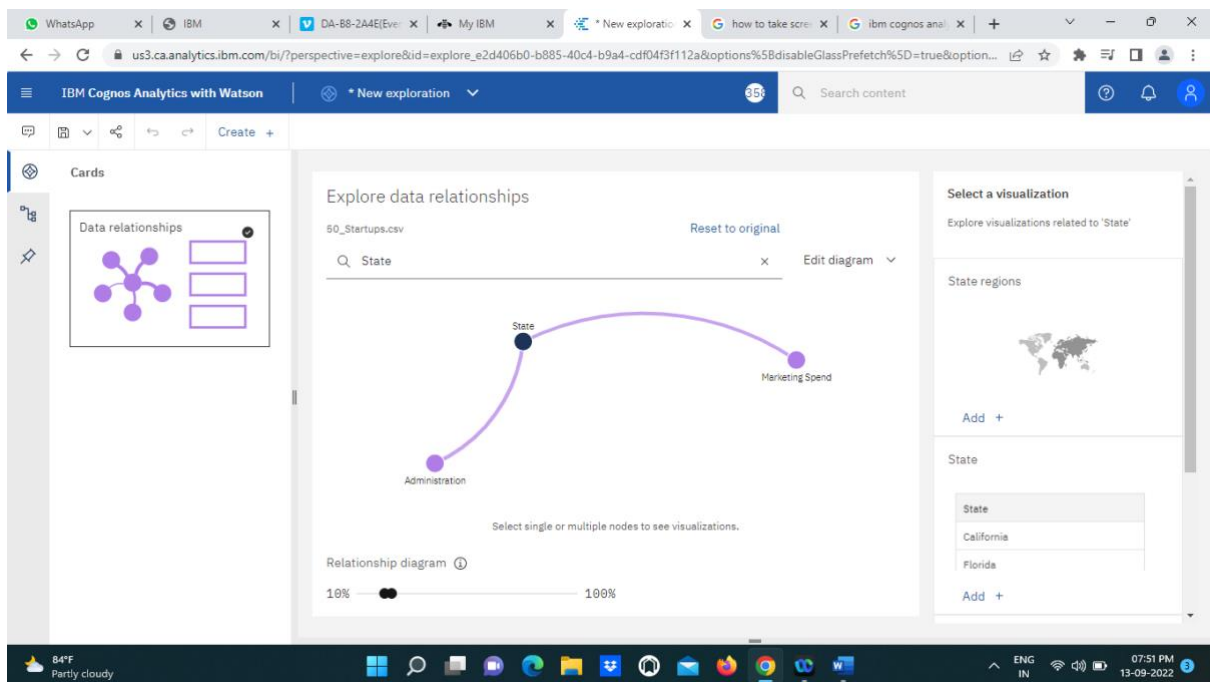 WhatsApp
IBM
DA-B8-2A4E(Ever
My IBM
* New exploratio
how to take scre
ibm cognos anal
us3.ca.analytics.ibm.com/bi/?perspective=explore&id=explore_e2d406b0-b885-40c4-b9a4-cdf04f3f112a&options%5BdisableGlassPrefetch%5D=true&option...
IBM Cognos Analytics with Watson
* New exploration
358
Search content
Create +
Cards
Data relationships
Explore data relationships
50_Startups.csv
Reset to original
State
Edit diagram
State
Marketing Spend
Administration
Select single or multiple nodes to see visualizations.
Relationship diagram
10%
100%
Select a visualization
Explore visualizations related to 'State'
State regions
Add +
State
State
California
Florida
Add +
84°F
Partly cloudy
ENG
IN
07:51 PM
13-09-2022
3